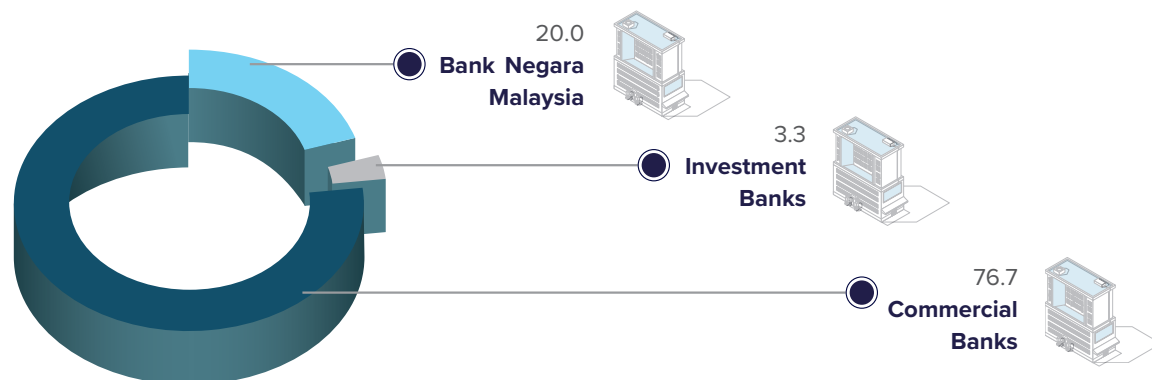 20.0
Bank Negara
Malaysia
3.3
Investment
Banks
76.7
Commercial
Banks